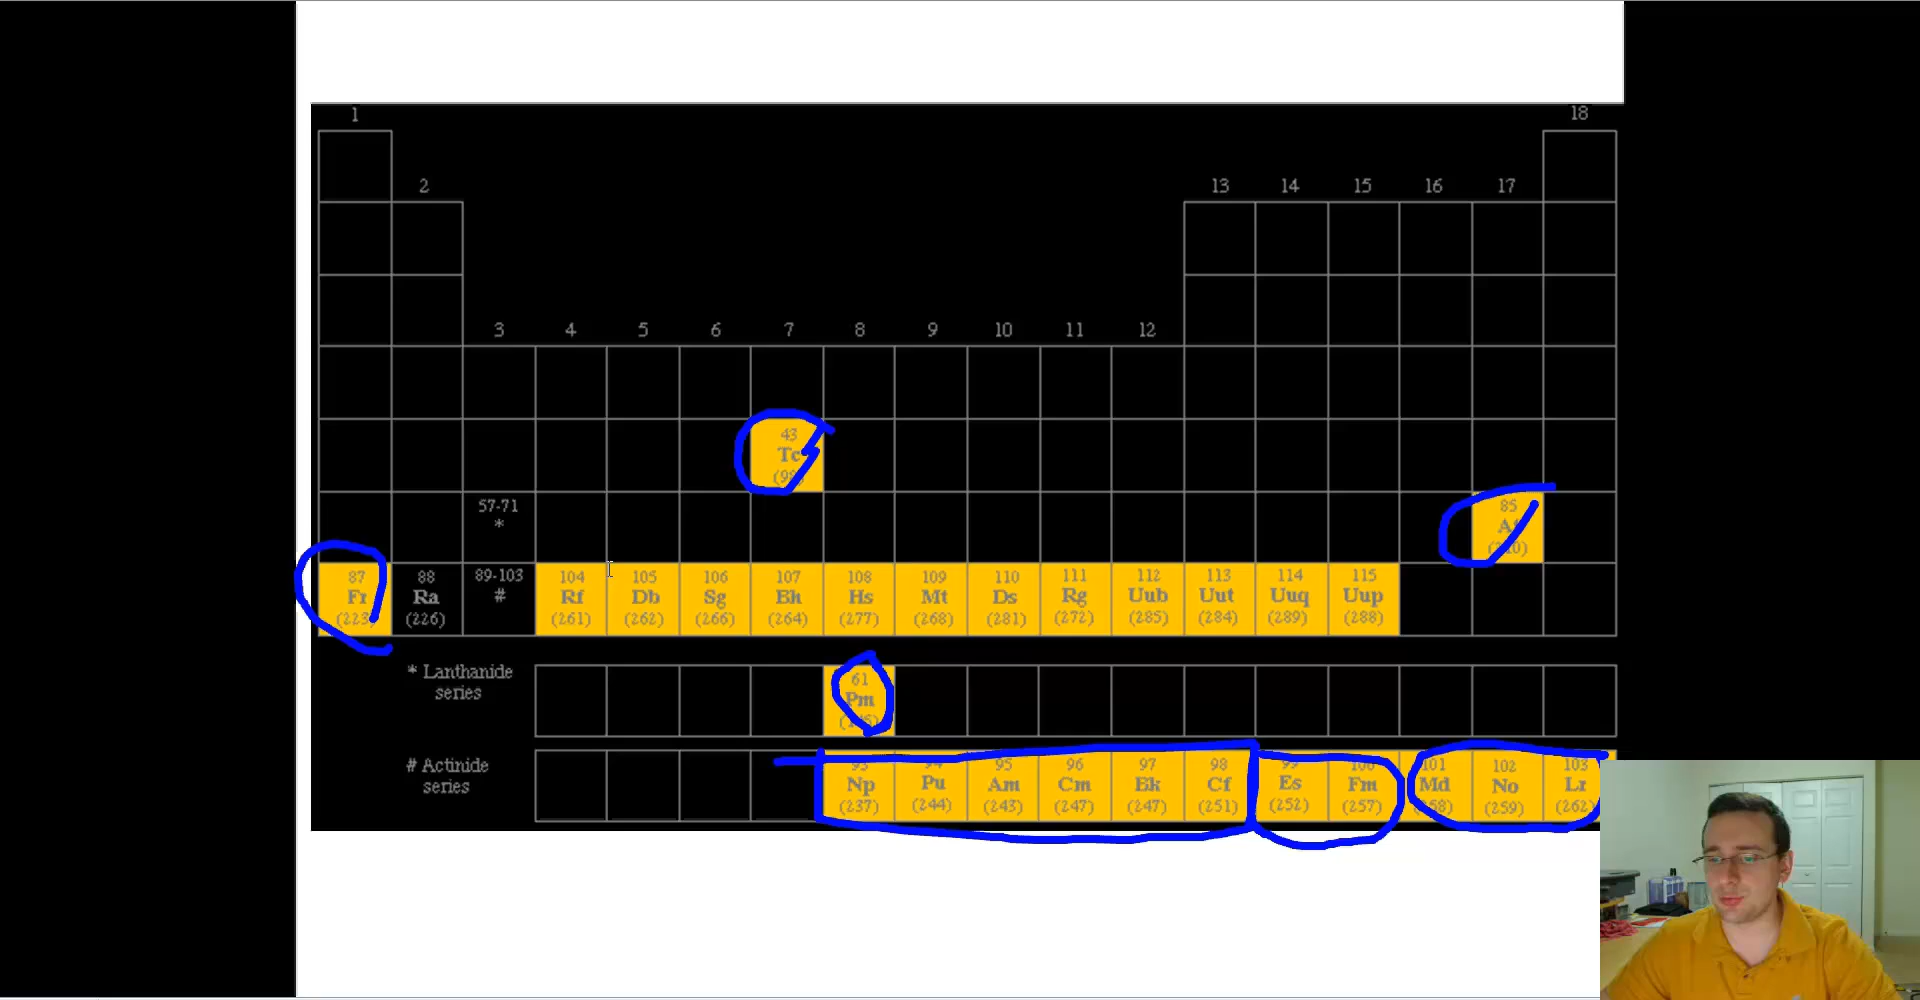 1 18
2 13 14 15 16 17
3 4 5 6 7 8 9 10 11 12
43
Tc
57-71 85
*
87 88 89-103 104 105 106 107 108 109 110 111 112 113 114 115
Fr Ra # Rf Db Sg Bh Hs Mt Ds Rg Uub Uut Uuq Uup
(223) (226) (261) (262) (266) (264) (277) (268) (281) (272) (285) (284) (289) (288)
* Lanthanide 61
series Pm
# Actinide 95 96 97 98 101 102 103
series Np Pu Am Cm Bk Cf Es Fm Md No Lr
(237) (244) (243) (247) (247) (251) (252) (257) (259) (262)